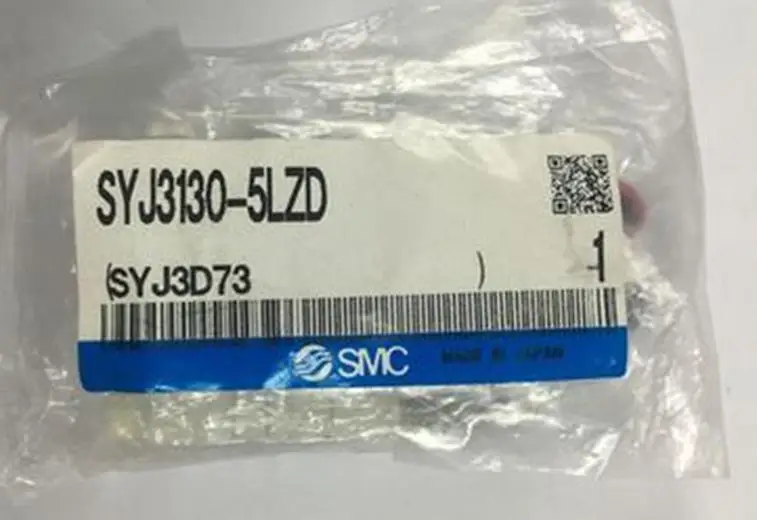 SYJ3130-5LZD
(SYJ3D73 )
1
SMC MADE IN JAPAN